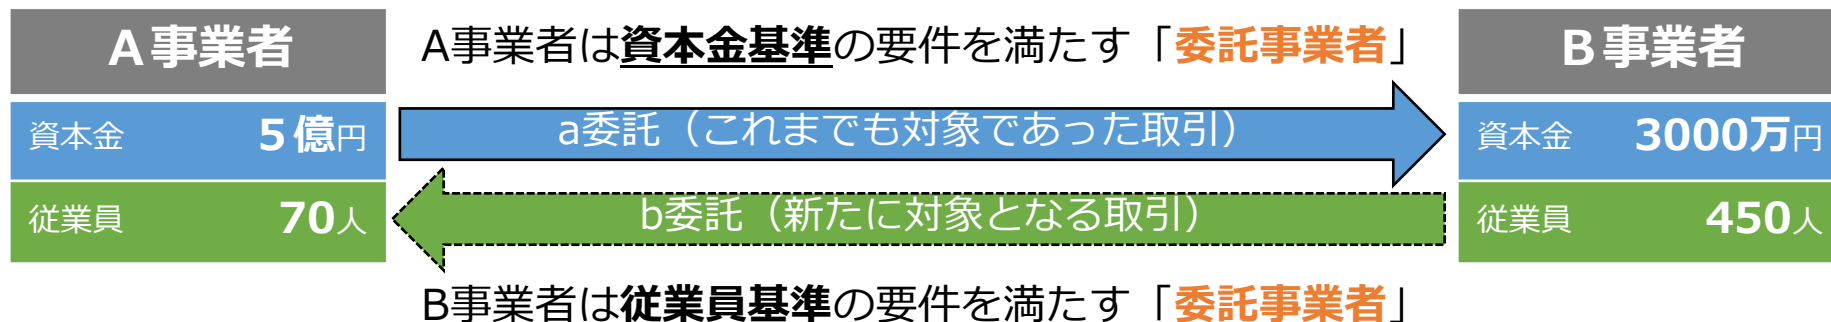 A事業者
A事業者は資本金基準の要件を満たす「委託事業者」
B事業者
資本金 5億円
a委託（これまでも対象であった取引）
資本金 3000万円
従業員 70人
b委託（新たに対象となる取引）
従業員 450人
B事業者は従業員基準の要件を満たす「委託事業者」